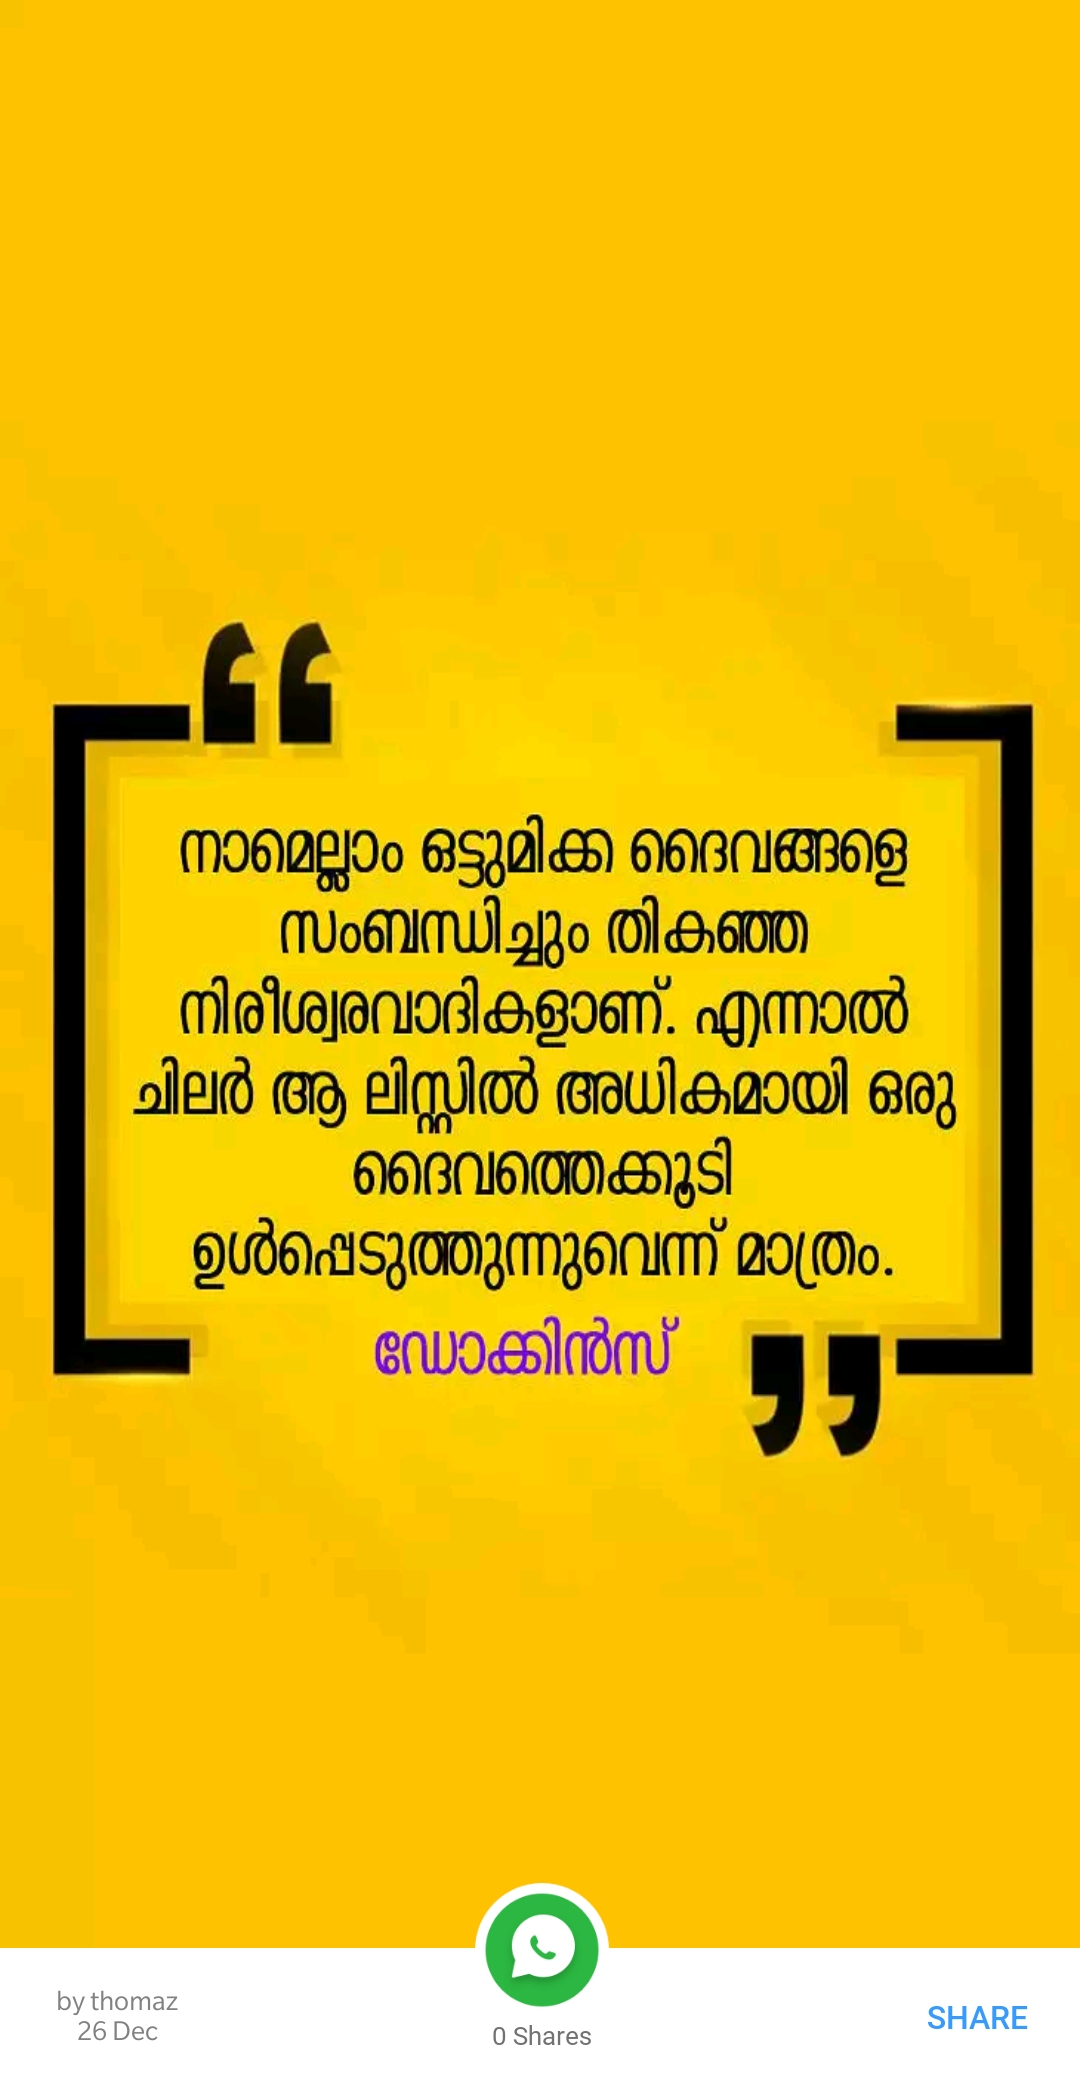 നാമെല്ലാം ഒട്ടുമിക്ക ദൈവങ്ങളെ
സംബന്ധിച്ചും തികഞ്ഞ
നിരീശ്വരവാദികളാണ്. എന്നാൽ
ചിലർ ആ ലിസ്റ്റിൽ അധികമായി ഒരു
ദൈവത്തെക്കൂടി
ഉൾപ്പെടുത്തുന്നുവെന്ന് മാത്രം.
ഡോക്കിൻസ്
by thomaz
26 Dec
0 Shares
SHARE